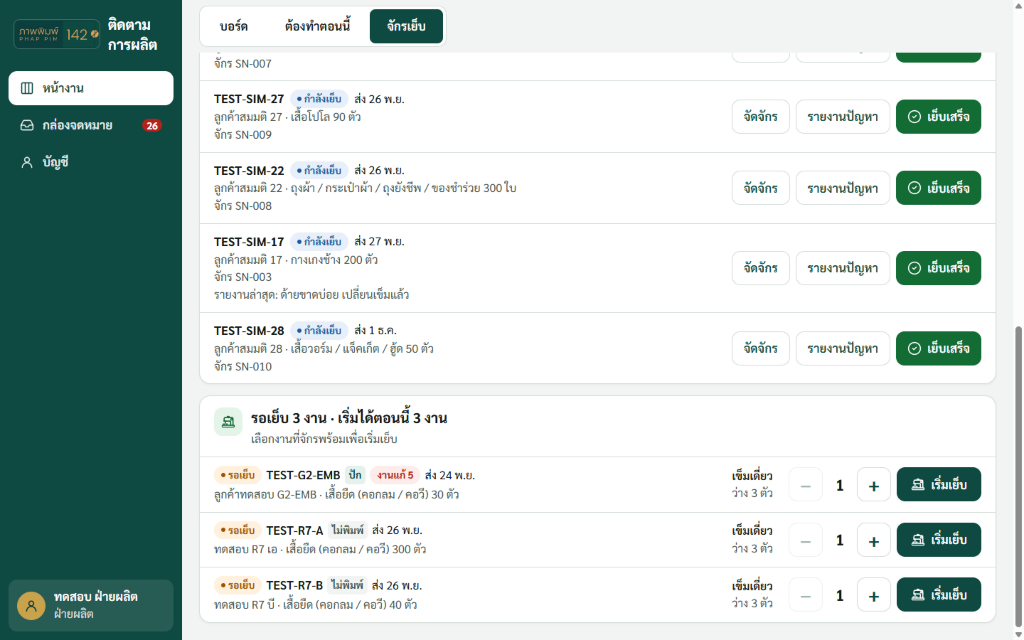 ภาพพิมพ์ 142
PHAP PIM
ติดตาม
การผลิต
หน้างาน
กล่องจดหมาย 26
บัญชี
ทดสอบ ฝ่ายผลิต
ฝ่ายผลิต
บอร์ด ต้องทำตอนนี้ จักรเย็บ
จักร SN-007
TEST-SIM-27 กำลังเย็บ ส่ง 26 พ.ย.
ลูกค้าสมมติ 27 · เสื้อโปโล 90 ตัว
จักร SN-009
จัดจักร รายงานปัญหา เย็บเสร็จ
TEST-SIM-22 กำลังเย็บ ส่ง 26 พ.ย.
ลูกค้าสมมติ 22 · ถุงผ้า / กระเป๋าผ้า / ถุงยังชีพ / ของชำร่วย 300 ใบ
จักร SN-008
จัดจักร รายงานปัญหา เย็บเสร็จ
TEST-SIM-17 กำลังเย็บ ส่ง 27 พ.ย.
ลูกค้าสมมติ 17 · กางเกงช้าง 200 ตัว
จักร SN-003
รายงานล่าสุด: ด้ายขาดบ่อย เปลี่ยนเข็มแล้ว
จัดจักร รายงานปัญหา เย็บเสร็จ
TEST-SIM-28 กำลังเย็บ ส่ง 1 ธ.ค.
ลูกค้าสมมติ 28 · เสื้อวอร์ม / แจ็คเก็ต / ฮู้ด 50 ตัว
จักร SN-010
จัดจักร รายงานปัญหา เย็บเสร็จ
รอเย็บ 3 งาน · เริ่มได้ตอนนี้ 3 งาน
เลือกงานที่จักรพร้อมเพื่อเริ่มเย็บ
รอเย็บ TEST-G2-EMB ปัก งานแก้ 5 ส่ง 24 พ.ย.
ลูกค้าทดสอบ G2-EMB · เสื้อยืด (คอกลม / คอวี) 30 ตัว
เข็มเดี่ยว
ว่าง 3 ตัว
− 1 + เริ่มเย็บ
รอเย็บ TEST-R7-A ไม่พิมพ์ ส่ง 26 พ.ย.
ทดสอบ R7 เอ · เสื้อยืด (คอกลม / คอวี) 300 ตัว
เข็มเดี่ยว
ว่าง 3 ตัว
− 1 + เริ่มเย็บ
รอเย็บ TEST-R7-B ไม่พิมพ์ ส่ง 26 พ.ย.
ทดสอบ R7 บี · เสื้อยืด (คอกลม / คอวี) 40 ตัว
เข็มเดี่ยว
ว่าง 3 ตัว
− 1 + เริ่มเย็บ